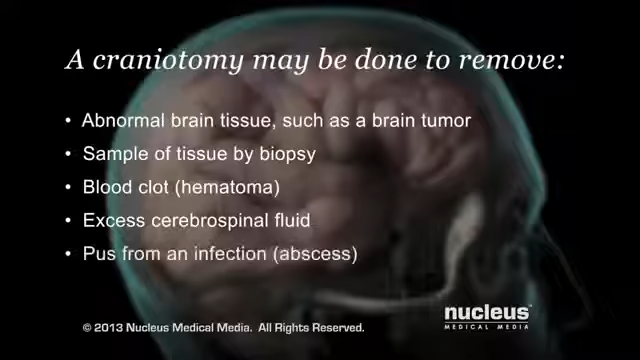 A craniotomy may be done to remove:
• Abnormal brain tissue, such as a brain tumor
• Sample of tissue by biopsy
• Blood clot (hematoma)
• Excess cerebrospinal fluid
• Pus from an infection (abscess)
nucleus
MEDICAL MEDIA
© 2013 Nucleus Medical Media. All Rights Reserved.